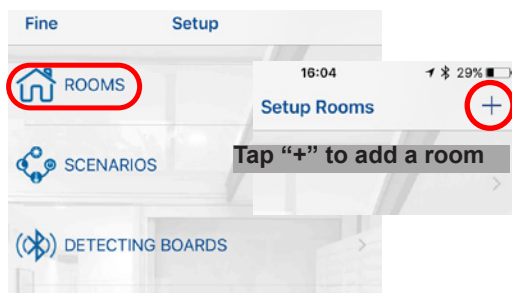 Fine Setup
ROOMS
16:04 29%
Setup Rooms +
Tap “+” to add a room
SCENARIOS
DETECTING BOARDS